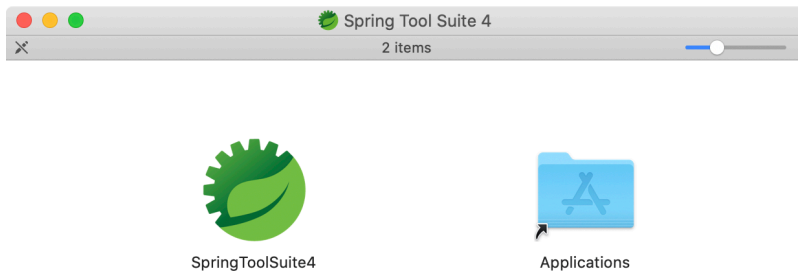 Spring Tool Suite 4
2 items
SpringToolSuite4
Applications